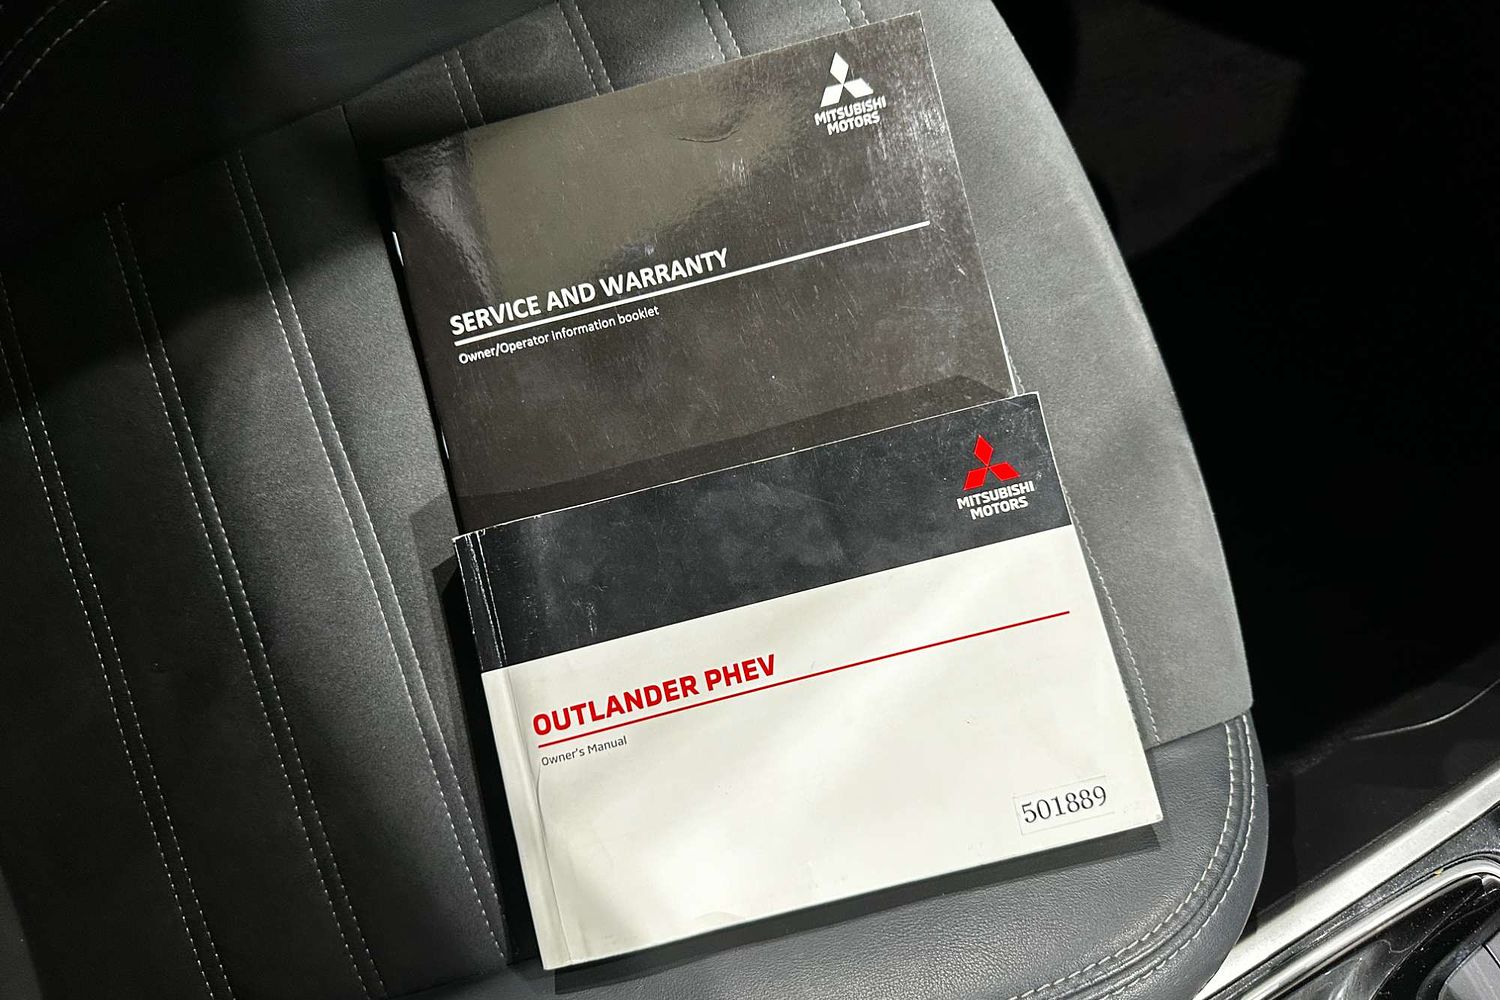 MITSUBISHI
MOTORS
SERVICE AND WARRANTY
Owner/Operator information booklet
MITSUBISHI
MOTORS
OUTLANDER PHEV
Owner's Manual
501889